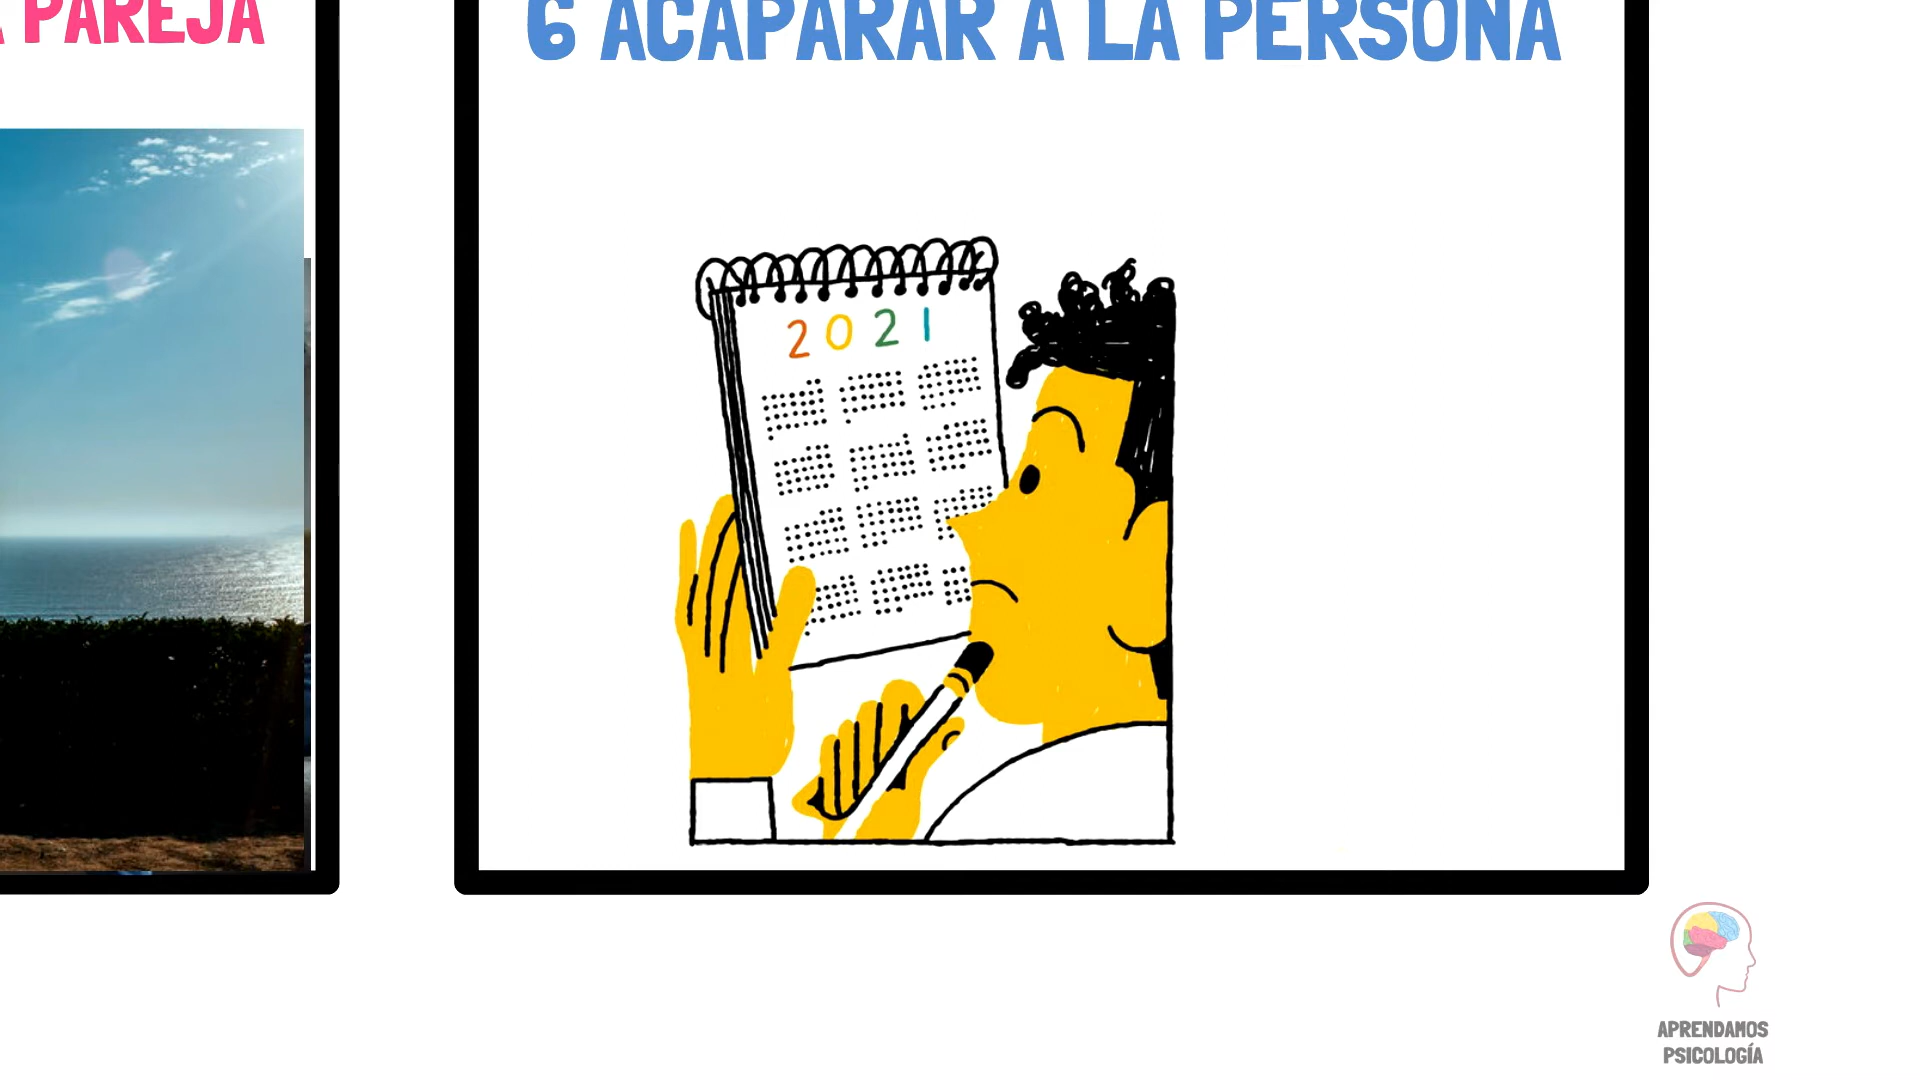 PAREJA
6 ACAPARAR A LA PERSONA
2021
APRENDAMOS
PSICOLOGÍA